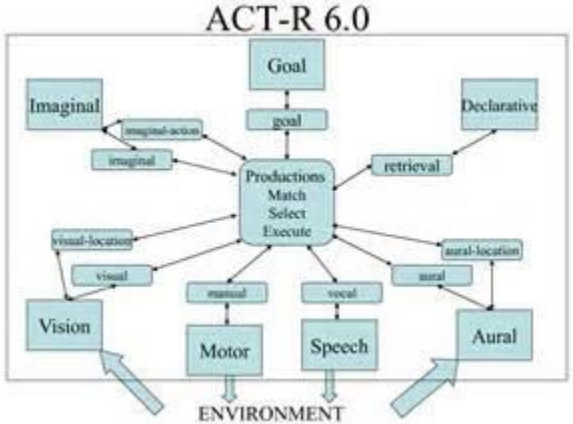 ACT-R 6.0
Goal
Imaginal
Declarative
goal
imaginal-action
imaginal
retrieval
Productions
Match
Select
Execute
visual-location
aural-location
visual
aural
manual
vocal
Vision
Motor
Speech
Aural
ENVIRONMENT